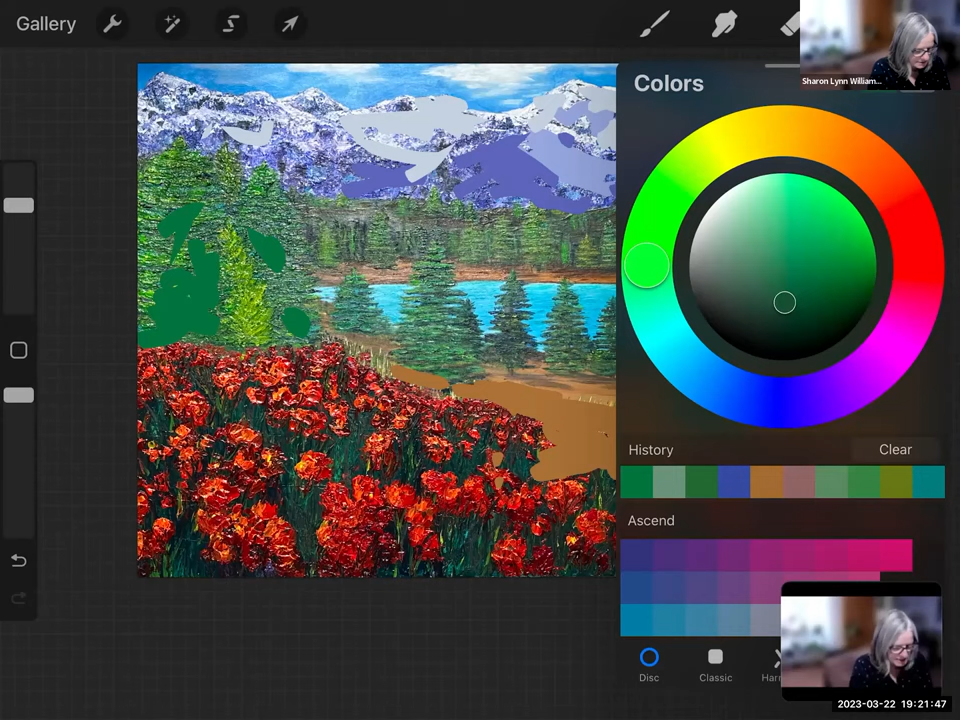 Gallery
Colors
Sharon Lynn William...
History
Clear
Ascend
Disc
Classic
2023-03-22 19:21:47